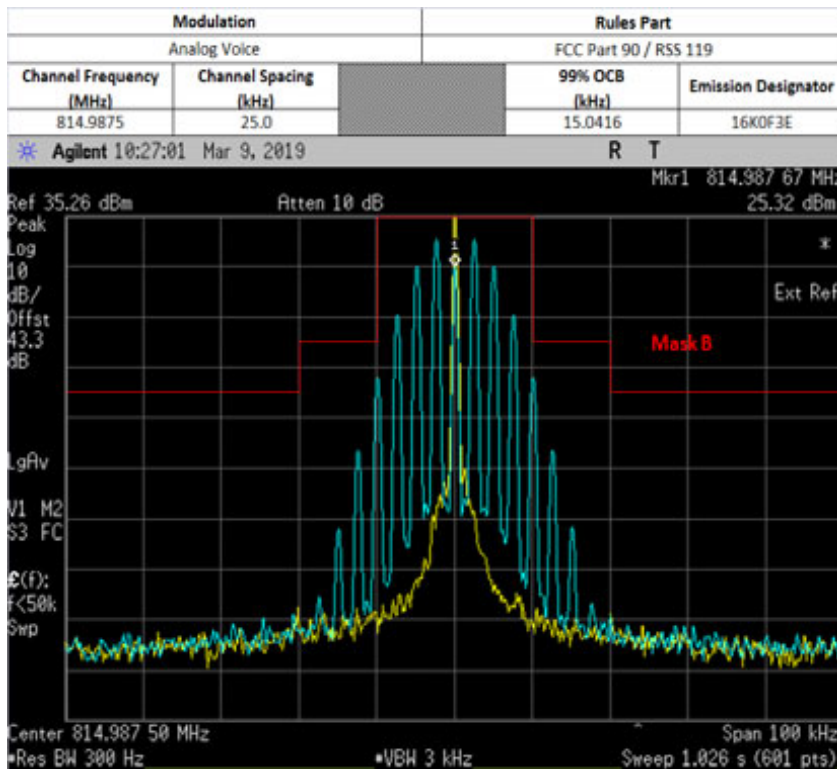 Modulation Rules Part
Analog Voice FCC Part 90 / RSS 119
Channel Frequency (MHz) Channel Spacing (kHz) 99% OCB (kHz) Emission Designator
814.9875 25.0 15.0416 16K0F3E
Agilent 10:27:01 Mar 9, 2019 R T
Mkr1 814.987 67 MHz
Ref 35.26 dBm Atten 10 dB 25.32 dBm
Peak
Log
10
dB/
Offst
43.3
dB
1
*
Ext Ref
Mask B
LgAv
V1 M2
S3 FC
£(f):
f<50k
Swp
Center 814.987 50 MHz Span 100 kHz
*Res BW 300 Hz *VBW 3 kHz Sweep 1.026 s (601 pts)